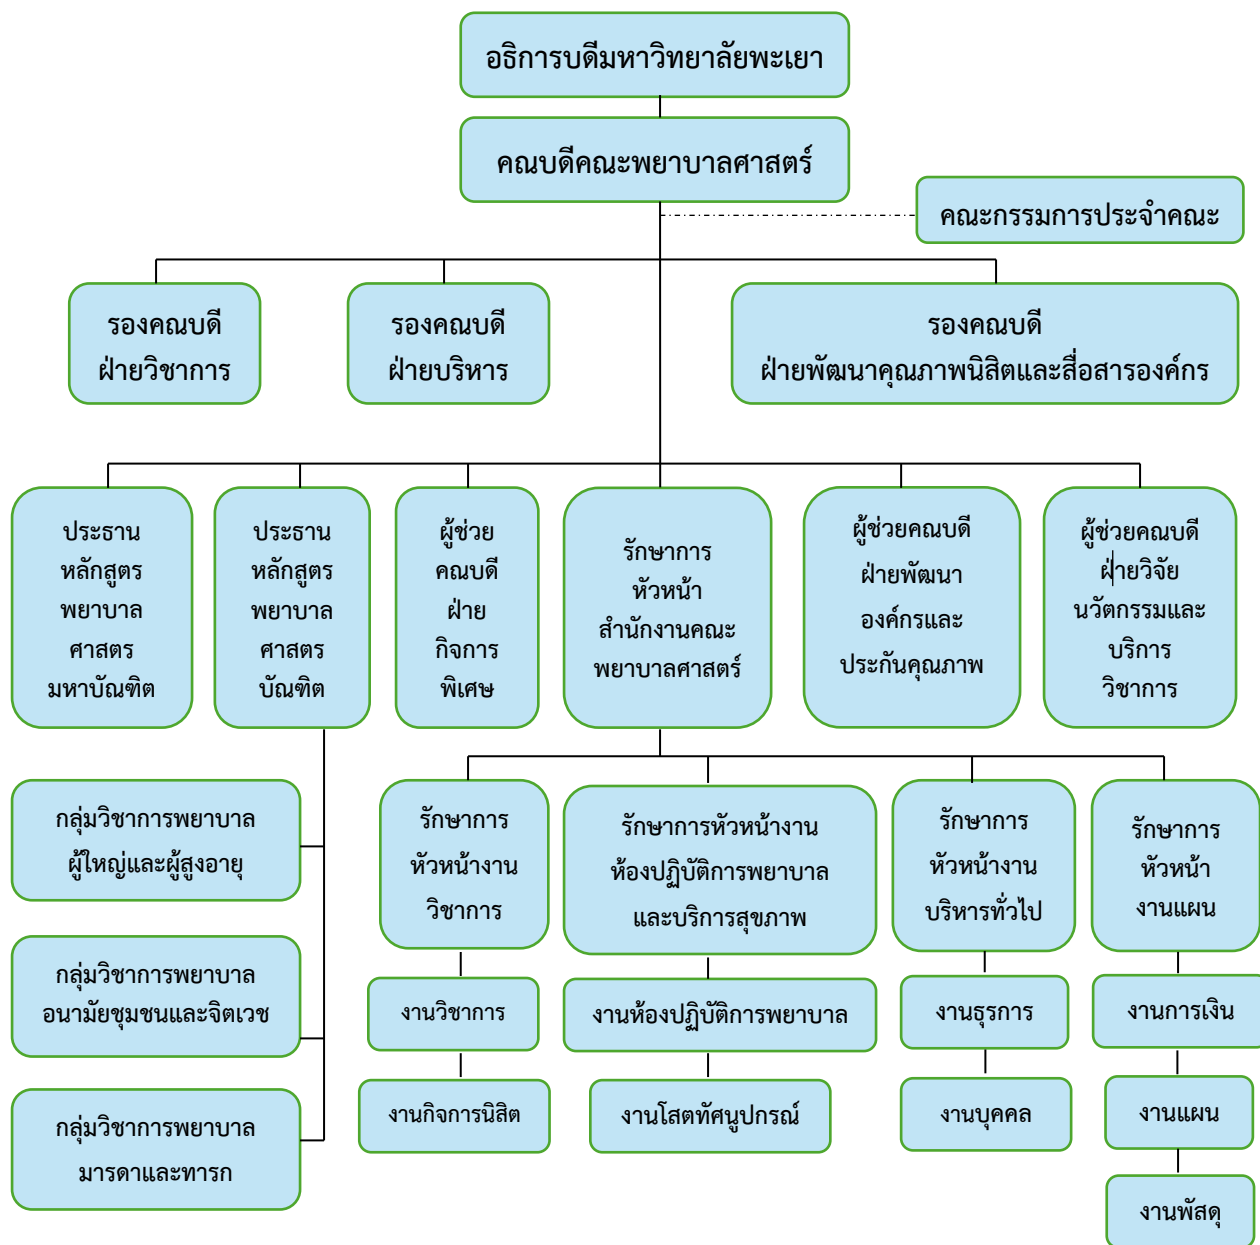 อธิการบดีมหาวิทยาลัยพะเยา
คณบดีคณะพยาบาลศาสตร์
คณะกรรมการประจำคณะ
รองคณบดี
ฝ่ายวิชาการ
รองคณบดี
ฝ่ายบริหาร
รองคณบดี
ฝ่ายพัฒนาคุณภาพนิสิตและสื่อสารองค์กร
ประธาน
หลักสูตร
พยาบาล
ศาสตร
มหาบัณฑิต
ประธาน
หลักสูตร
พยาบาล
ศาสตร
บัณฑิต
ผู้ช่วย
คณบดี
ฝ่าย
กิจการ
พิเศษ
รักษาการ
หัวหน้า
สำนักงานคณะ
พยาบาลศาสตร์
ผู้ช่วยคณบดี
ฝ่ายพัฒนา
องค์กรและ
ประกันคุณภาพ
ผู้ช่วยคณบดี
ฝ่ายวิจัย
นวัตกรรมและ
บริการ
วิชาการ
กลุ่มวิชาการพยาบาล
ผู้ใหญ่และผู้สูงอายุ
กลุ่มวิชาการพยาบาล
อนามัยชุมชนและจิตเวช
กลุ่มวิชาการพยาบาล
มารดาและทารก
รักษาการ
หัวหน้างาน
วิชาการ
งานวิชาการ
งานกิจการนิสิต
รักษาการหัวหน้างาน
ห้องปฏิบัติการพยาบาล
และบริการสุขภาพ
งานห้องปฏิบัติการพยาบาล
งานโสตทัศนูปกรณ์
รักษาการ
หัวหน้างาน
บริหารทั่วไป
งานธุรการ
งานบุคคล
รักษาการ
หัวหน้า
งานแผน
งานการเงิน
งานแผน
งานพัสดุ